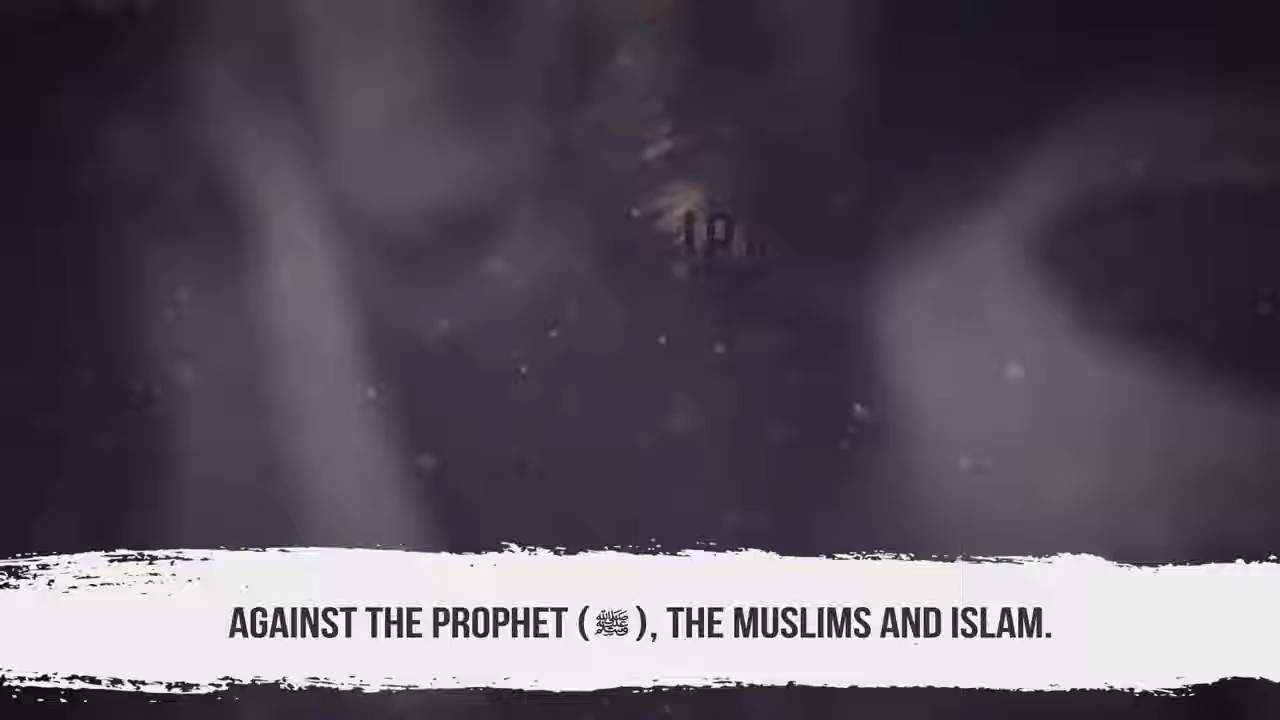 AGAINST THE PROPHET (ﷺ), THE MUSLIMS AND ISLAM.